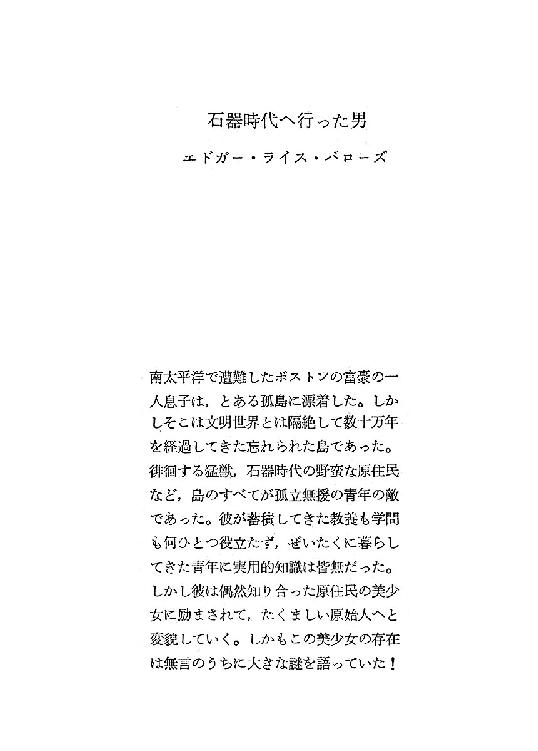 石器時代へ行った男
エドガー・ライス・バローズ
南太平洋で遭難したボストンの富豪の一
人息子は，とある孤島に漂着した。しか
しそこは文明世界とは隔絶して数十万年
を経過してきた忘れられた島であった。
徘徊する猛獣，石器時代の野蛮な原住民
など，島のすべてが孤立無援の青年の敵
であった。彼が蓄積してきた教養も学問
も何ひとつ役立たず，ぜいたくに暮らし
てきた青年に実用的知識は皆無だった。
しかし彼は偶然知り合った原住民の美少
女に励まされて，たくましい原始人へと
変貌していく。しかもこの美少女の存在
は無言のうちに大きな謎を語っていた！